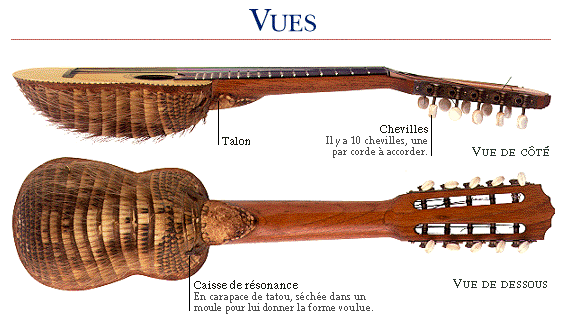 VUES
Talon
Chevilles
Il y a 10 chevilles, une
par corde à accorder.
VUE DE CÔTÉ
Caisse de résonance
En carapace de tatou, séchée dans un
moule pour lui donner la forme voulue.
VUE DE DESSOUS